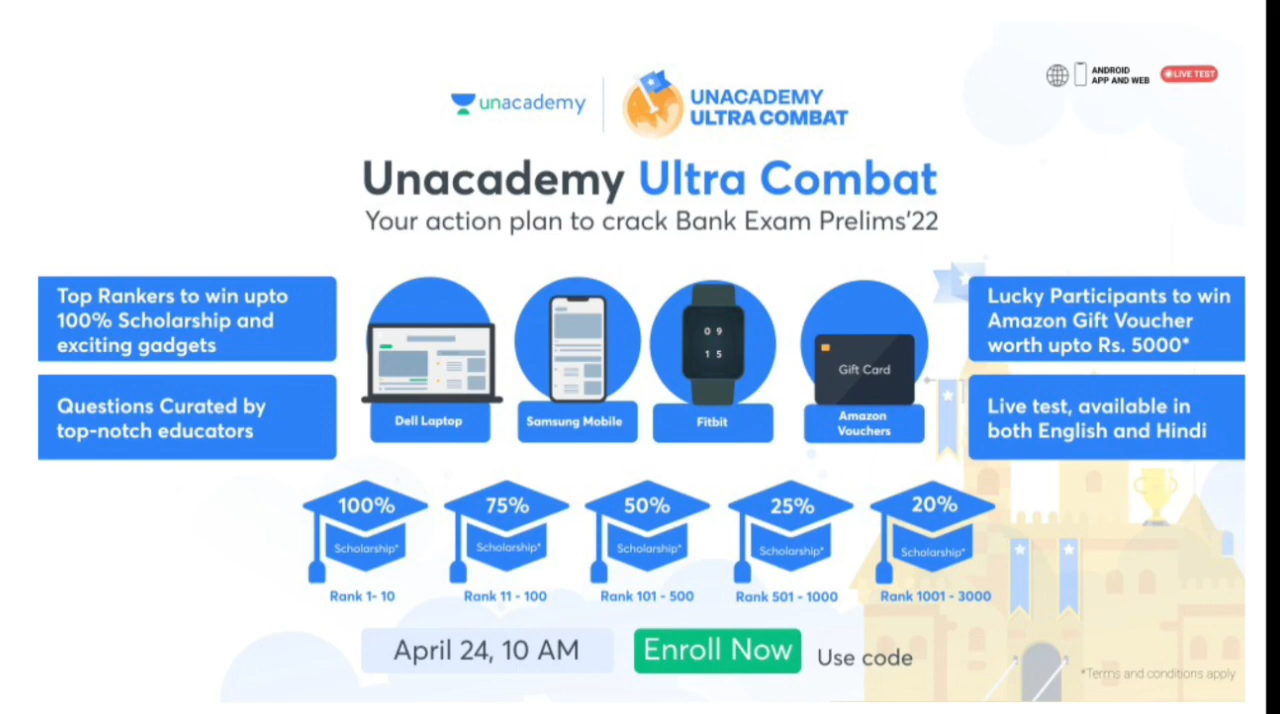 ANDROID
APP AND WEB
LIVE TEST
unacademy
UNACADEMY
ULTRA COMBAT
Unacademy Ultra Combat
Your action plan to crack Bank Exam Prelims'22
Top Rankers to win upto
100% Scholarship and
exciting gadgets
Questions Curated by
top-notch educators
09
15
Gift Card
Dell Laptop
Samsung Mobile
Fitbit
Amazon
Vouchers
Lucky Participants to win
Amazon Gift Voucher
worth upto Rs. 5000*
Live test, available in
both English and Hindi
100%
Scholarship*
Rank 1- 10
75%
Scholarship*
Rank 11 - 100
50%
Scholarship*
Rank 101 - 500
25%
Scholarship*
Rank 501 - 1000
20%
Scholarship*
Rank 1001 - 3000
April 24, 10 AM
Enroll Now
Use code
*Terms and conditions apply